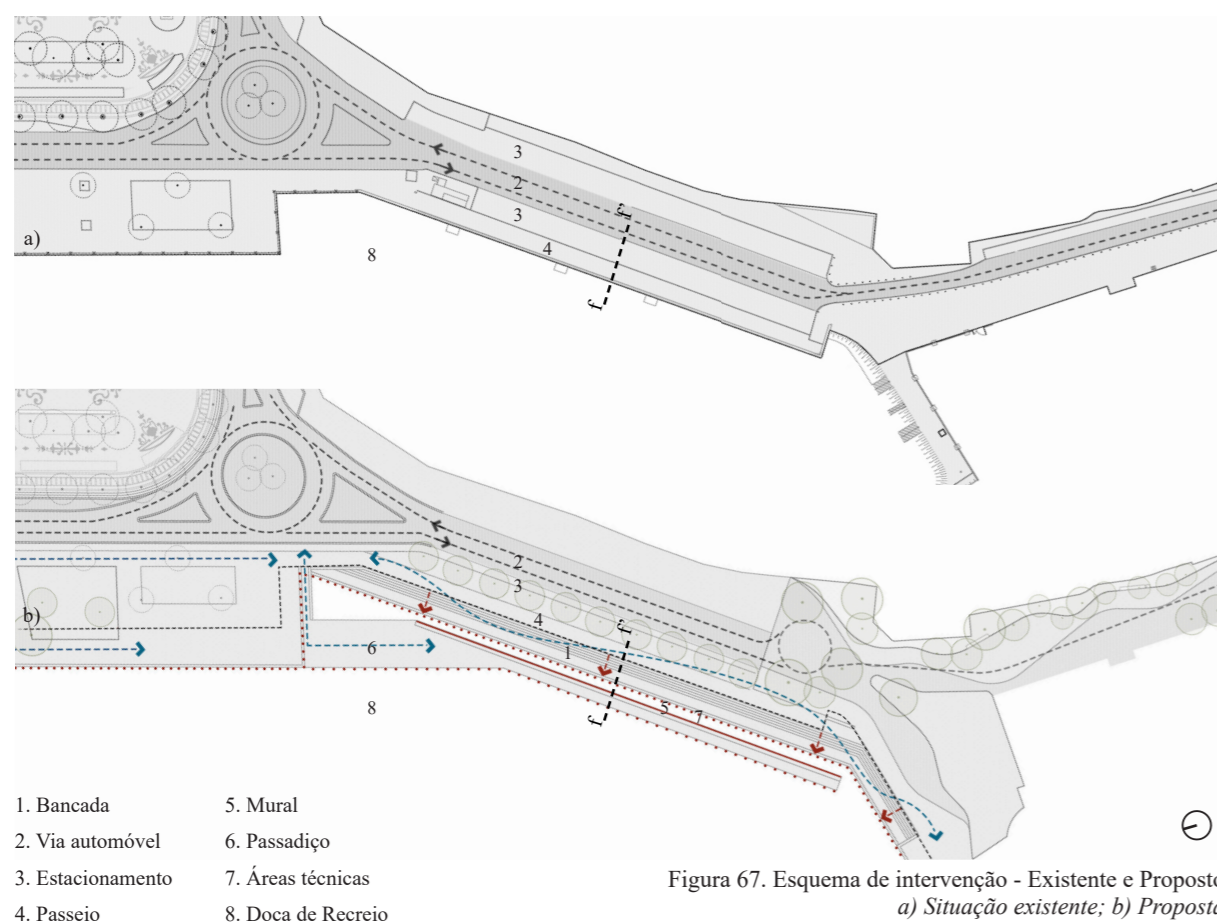 3
2
f'
3
4
a)
8
f
2
3
4
f'
b)
6
1
5
7
8
f
1. Bancada
2. Via automóvel
3. Estacionamento
4. Passeio
5. Mural
6. Passadiço
7. Áreas técnicas
8. Doca de Recreio
Figura 67. Esquema de intervenção - Existente e Proposto
a) Situação existente; b) Proposta